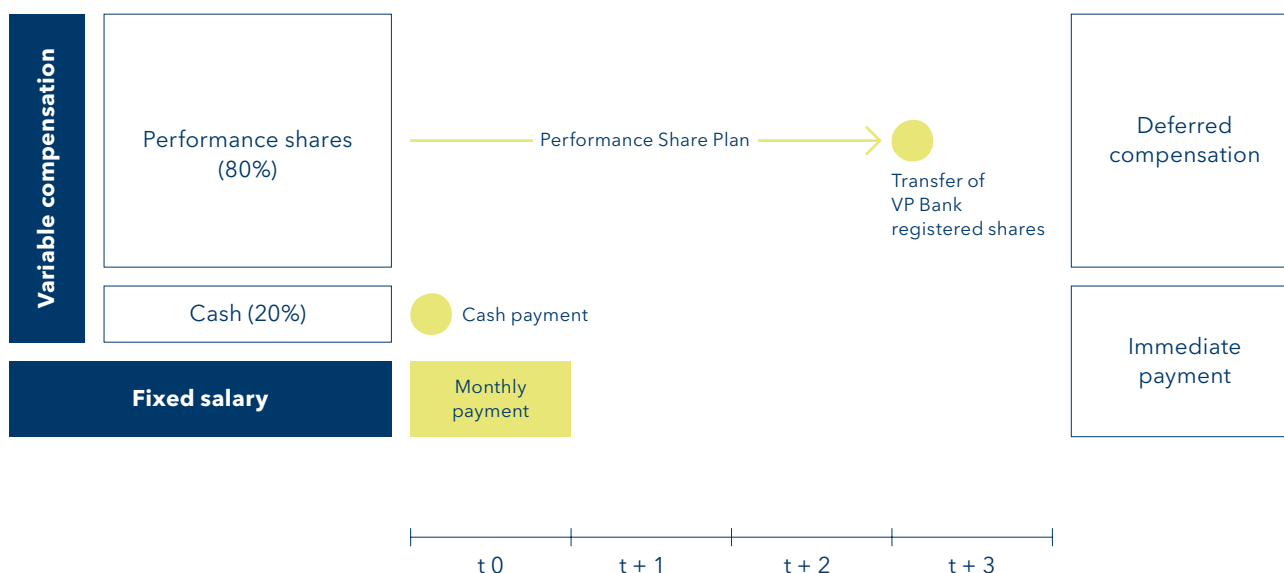 Variable compensation
Performance shares
(80%)
Performance Share Plan
Transfer of
VP Bank
registered shares
Deferred
compensation
Cash (20%)
Cash payment
Immediate
payment
Fixed salary
Monthly
payment
t 0
t + 1
t + 2
t + 3